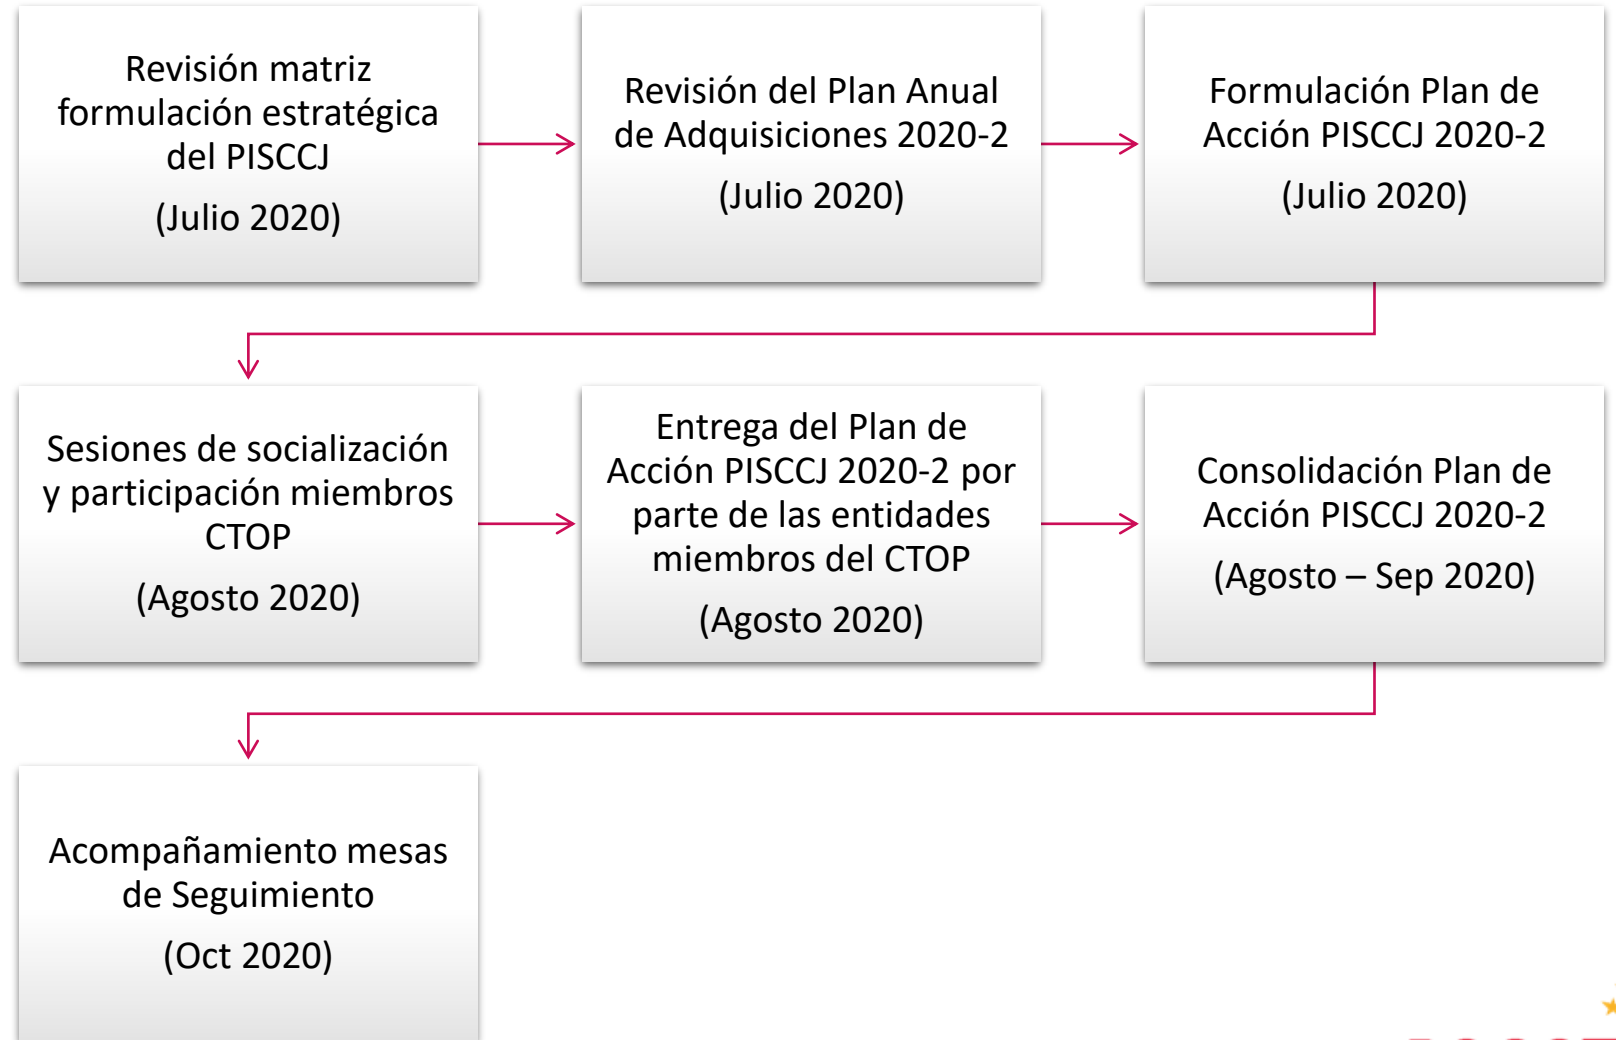 Revisión matriz
formulación estratégica
del PISCCJ
(Julio 2020)
Revisión del Plan Anual
de Adquisiciones 2020-2
(Julio 2020)
Formulación Plan de
Acción PISCCJ 2020-2
(Julio 2020)
Sesiones de socialización
y participación miembros
CTOP
(Agosto 2020)
Entrega del Plan de
Acción PISCCJ 2020-2 por
parte de las entidades
miembros del CTOP
(Agosto 2020)
Consolidación Plan de
Acción PISCCJ 2020-2
(Agosto – Sep 2020)
Acompañamiento mesas
de Seguimiento
(Oct 2020)